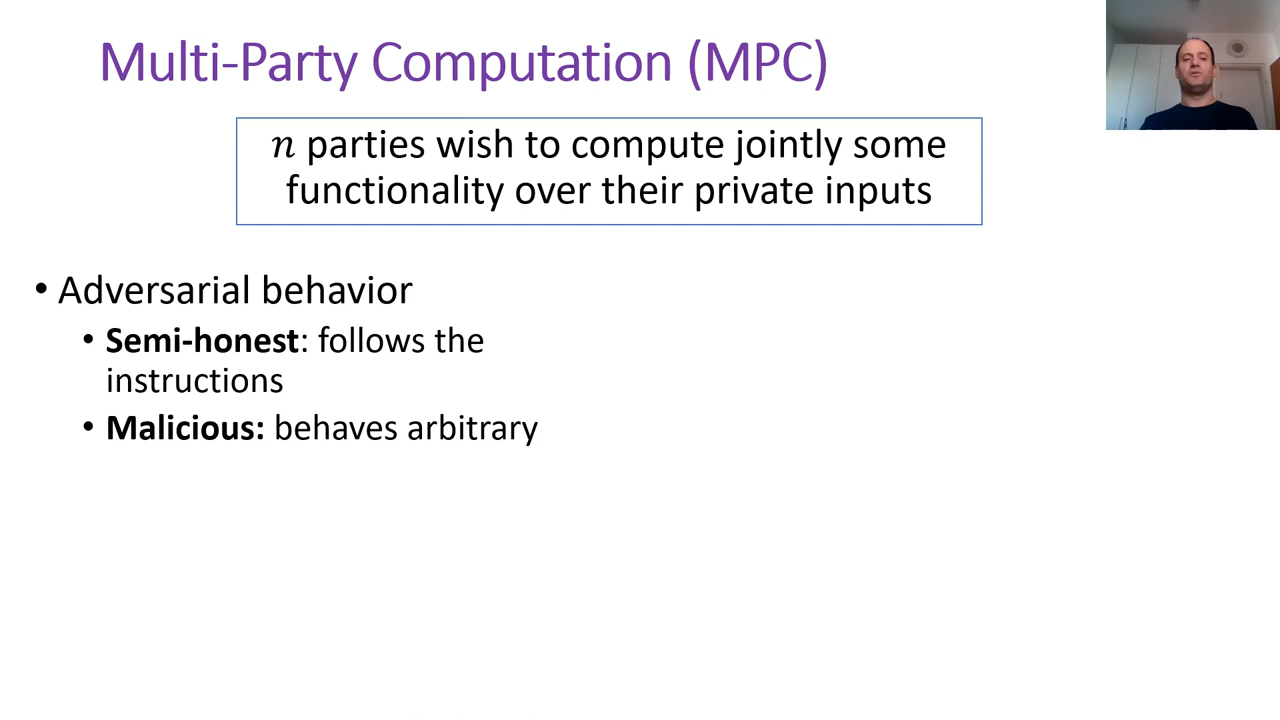 Multi-Party Computation (MPC)
n parties wish to compute jointly some
functionality over their private inputs
• Adversarial behavior
• Semi-honest: follows the
instructions
• Malicious: behaves arbitrary